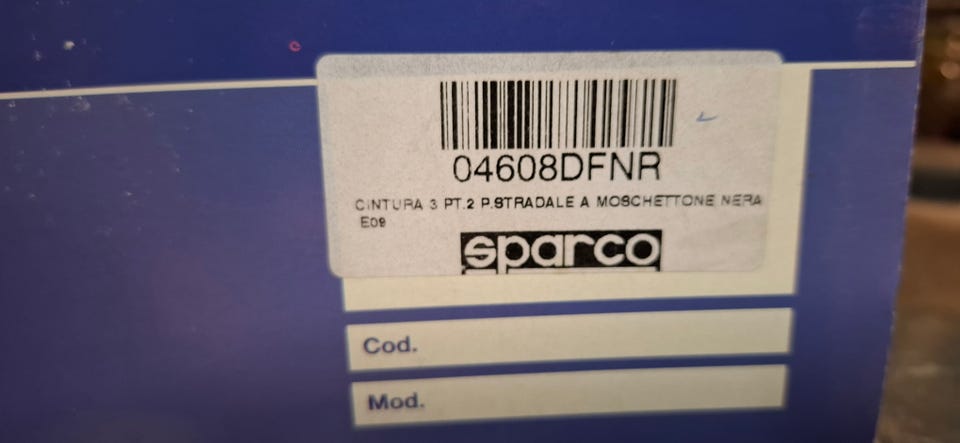 04608DFNR
CINTURA 3 PT.2 P.STRADALE A MOSCHETTONE NERA
E09
sparco
Cod.
Mod.